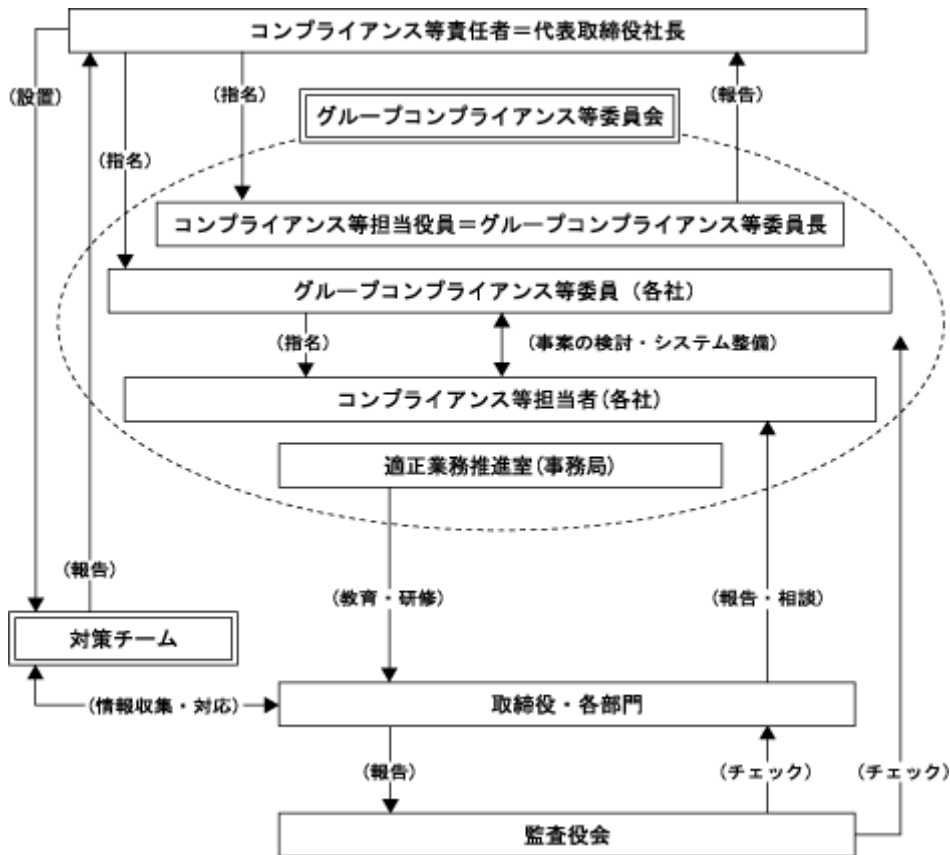 コンプライアンス等責任者＝代表取締役社長
(設置)
(指名)
(報告)
グループコンプライアンス等委員会
(指名)
コンプライアンス等担当役員＝グループコンプライアンス等委員長
グループコンプライアンス等委員（各社）
(指名)
(事案の検討・システム整備)
コンプライアンス等担当者(各社)
適正業務推進室(事務局)
(報告)
(教育・研修)
(報告・相談)
対策チーム
(情報収集・対応)
取締役・各部門
(報告)
(チェック)
(チェック)
監査役会